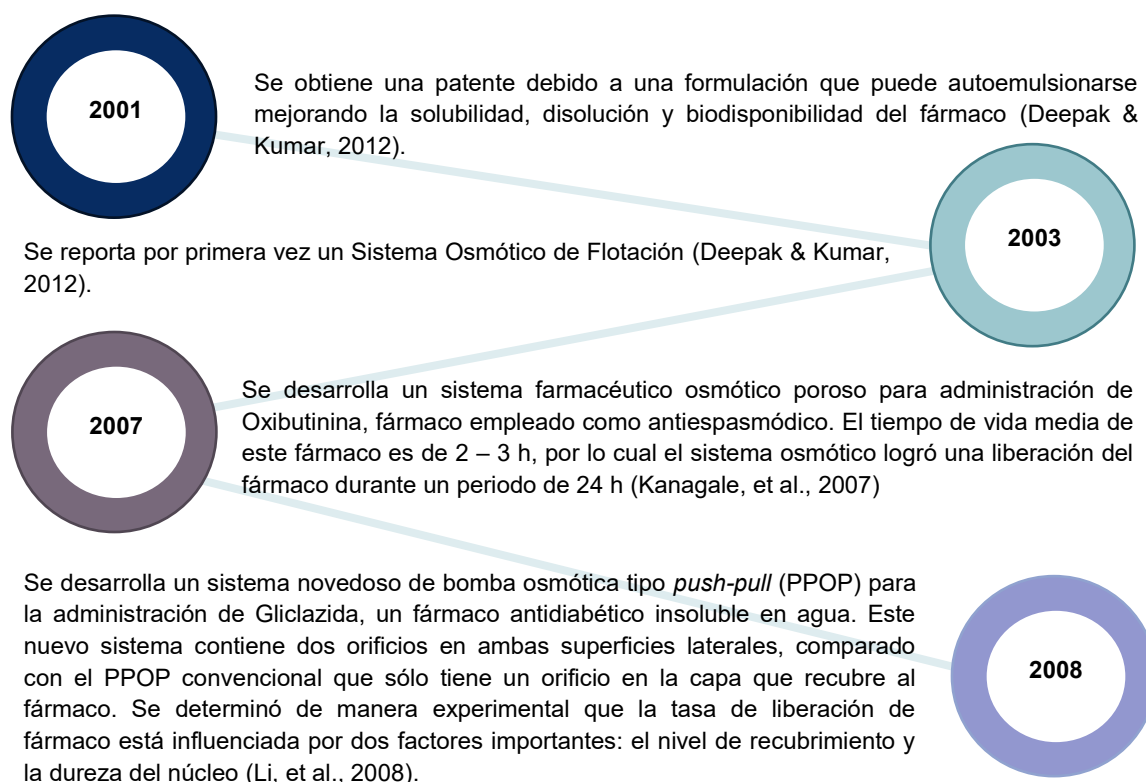 2001
Se obtiene una patente debido a una formulación que puede autoemulsionarse
mejorando la solubilidad, disolución y biodisponibilidad del fármaco (Deepak &
Kumar, 2012).
2003
Se reporta por primera vez un Sistema Osmótico de Flotación (Deepak & Kumar,
2012).
2007
Se desarrolla un sistema farmacéutico osmótico poroso para administración de
Oxibutinina, fármaco empleado como antiespasmódico. El tiempo de vida media de
este fármaco es de 2 – 3 h, por lo cual el sistema osmótico logró una liberación del
fármaco durante un periodo de 24 h (Kanagale, et al., 2007)
Se desarrolla un sistema novedoso de bomba osmótica tipo push-pull (PPOP) para
la administración de Gliclazida, un fármaco antidiabético insoluble en agua. Este
nuevo sistema contiene dos orificios en ambas superficies laterales, comparado
con el PPOP convencional que sólo tiene un orificio en la capa que recubre al
fármaco. Se determinó de manera experimental que la tasa de liberación de
fármaco está influenciada por dos factores importantes: el nivel de recubrimiento y
la dureza del núcleo (Li, et al., 2008).
2008